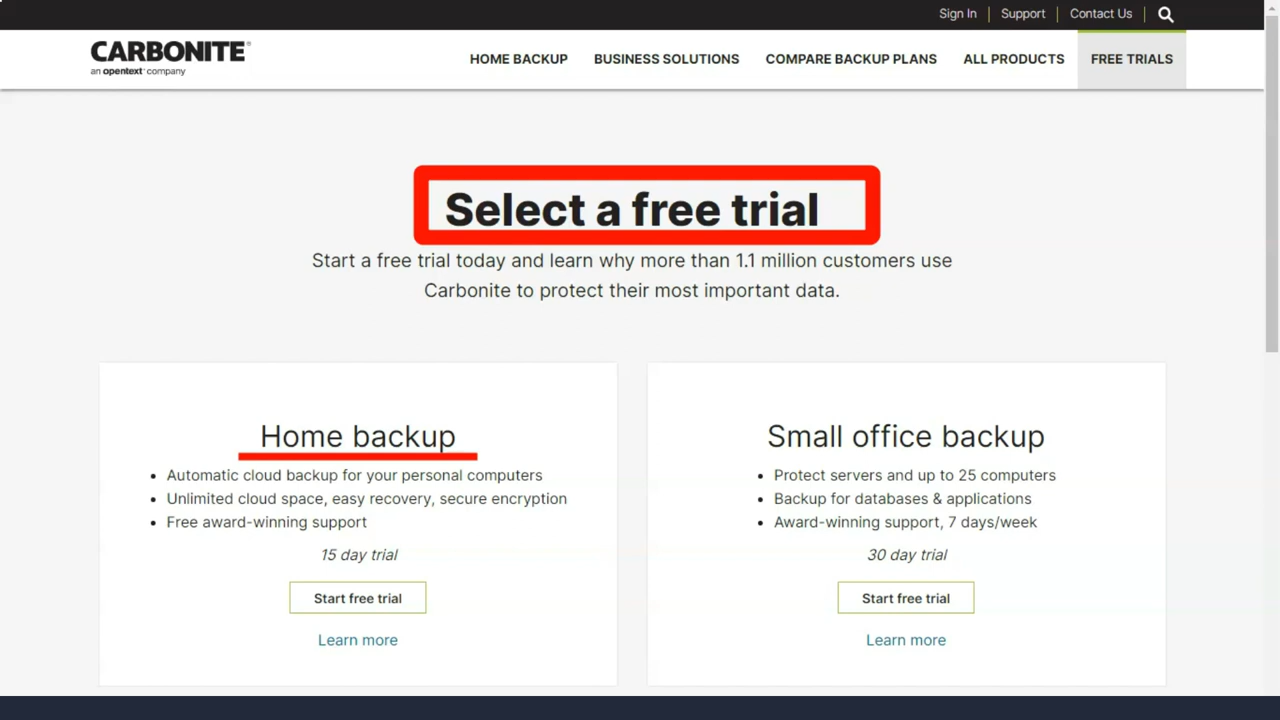 Sign In
Support
Contact Us
CARBONITE®
an opentext™ company
HOME BACKUP
BUSINESS SOLUTIONS
COMPARE BACKUP PLANS
ALL PRODUCTS
FREE TRIALS
Select a free trial
Start a free trial today and learn why more than 1.1 million customers use
Carbonite to protect their most important data.
Home backup
• Automatic cloud backup for your personal computers
• Unlimited cloud space, easy recovery, secure encryption
• Free award-winning support
15 day trial
Start free trial
Learn more
Small office backup
• Protect servers and up to 25 computers
• Backup for databases & applications
• Award-winning support, 7 days/week
30 day trial
Start free trial
Learn more